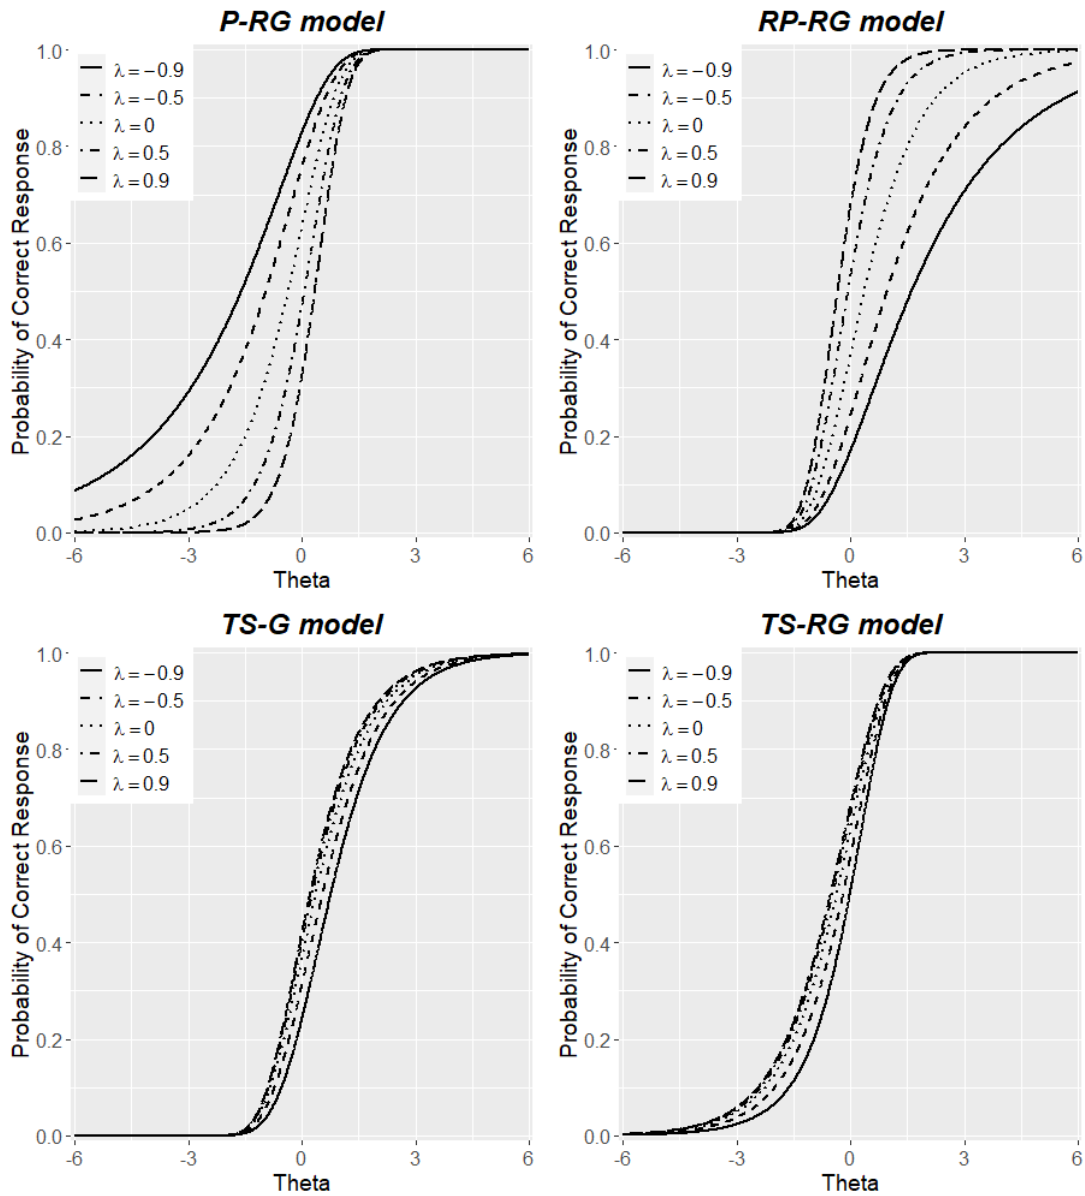 P-RG model
1.0
0.8
0.6
0.4
0.2
0.0
λ=−0.9
λ=−0.5
λ=0
λ=0.5
λ=0.9
Probability of Correct Response
-6
-3
0
3
6
Theta
RP-RG model
1.0
0.8
0.6
0.4
0.2
0.0
λ=−0.9
λ=−0.5
λ=0
λ=0.5
λ=0.9
Probability of Correct Response
-6
-3
0
3
6
Theta
TS-G model
1.0
0.8
0.6
0.4
0.2
0.0
λ=−0.9
λ=−0.5
λ=0
λ=0.5
λ=0.9
Probability of Correct Response
-6
-3
0
3
6
Theta
TS-RG model
1.0
0.8
0.6
0.4
0.2
0.0
λ=−0.9
λ=−0.5
λ=0
λ=0.5
λ=0.9
Probability of Correct Response
-6
-3
0
3
6
Theta